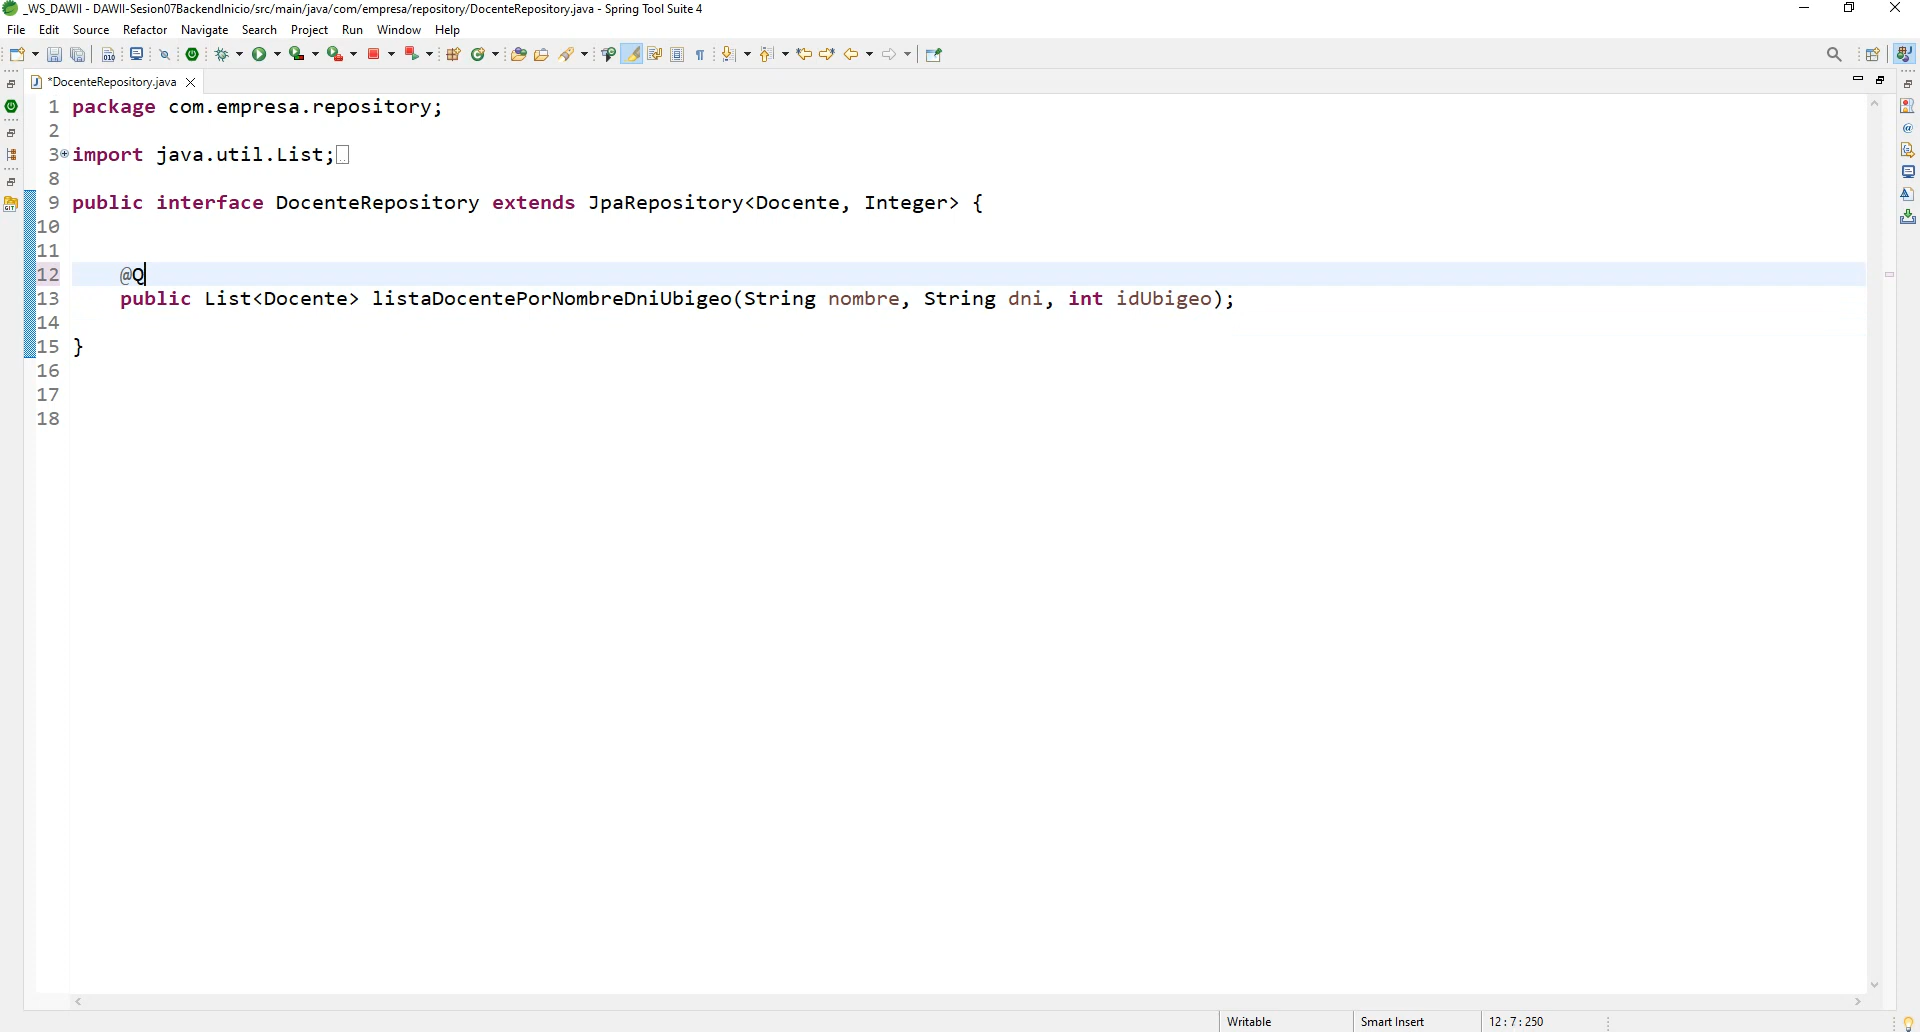 _WS_DAWII - DAWII-Sesion07BackendInicio/src/main/java/com/empresa/repository/DocenteRepository.java - Spring Tool Suite 4
File Edit Source Refactor Navigate Search Project Run Window Help
*DocenteRepository.java
1 package com.empresa.repository;
2
3 import java.util.List;
8
9 public interface DocenteRepository extends JpaRepository<Docente, Integer> {
10
11
12 @Q
13 public List<Docente> listaDocentePorNombreDniUbigeo(String nombre, String dni, int idUbigeo);
14
15 }
16
17
18
Writable Smart Insert 12 : 7 : 250